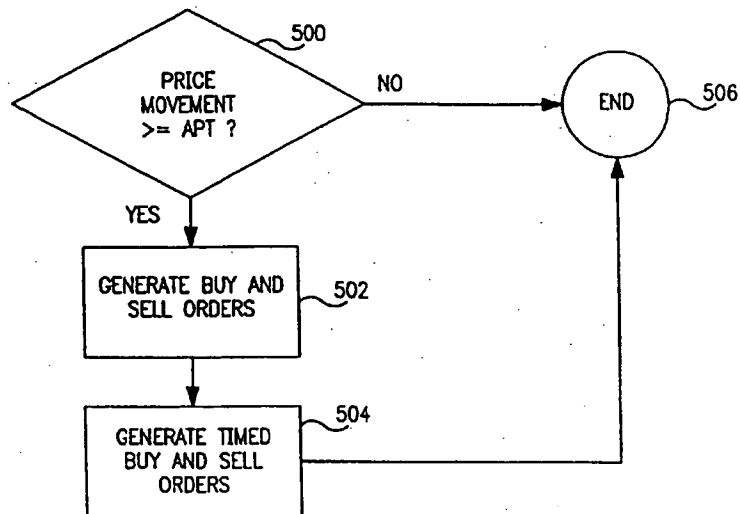 500
PRICE
MOVEMENT
>= APT ?
NO
END
506
YES
GENERATE BUY AND
SELL ORDERS
502
504
GENERATE TIMED
BUY AND SELL
ORDERS